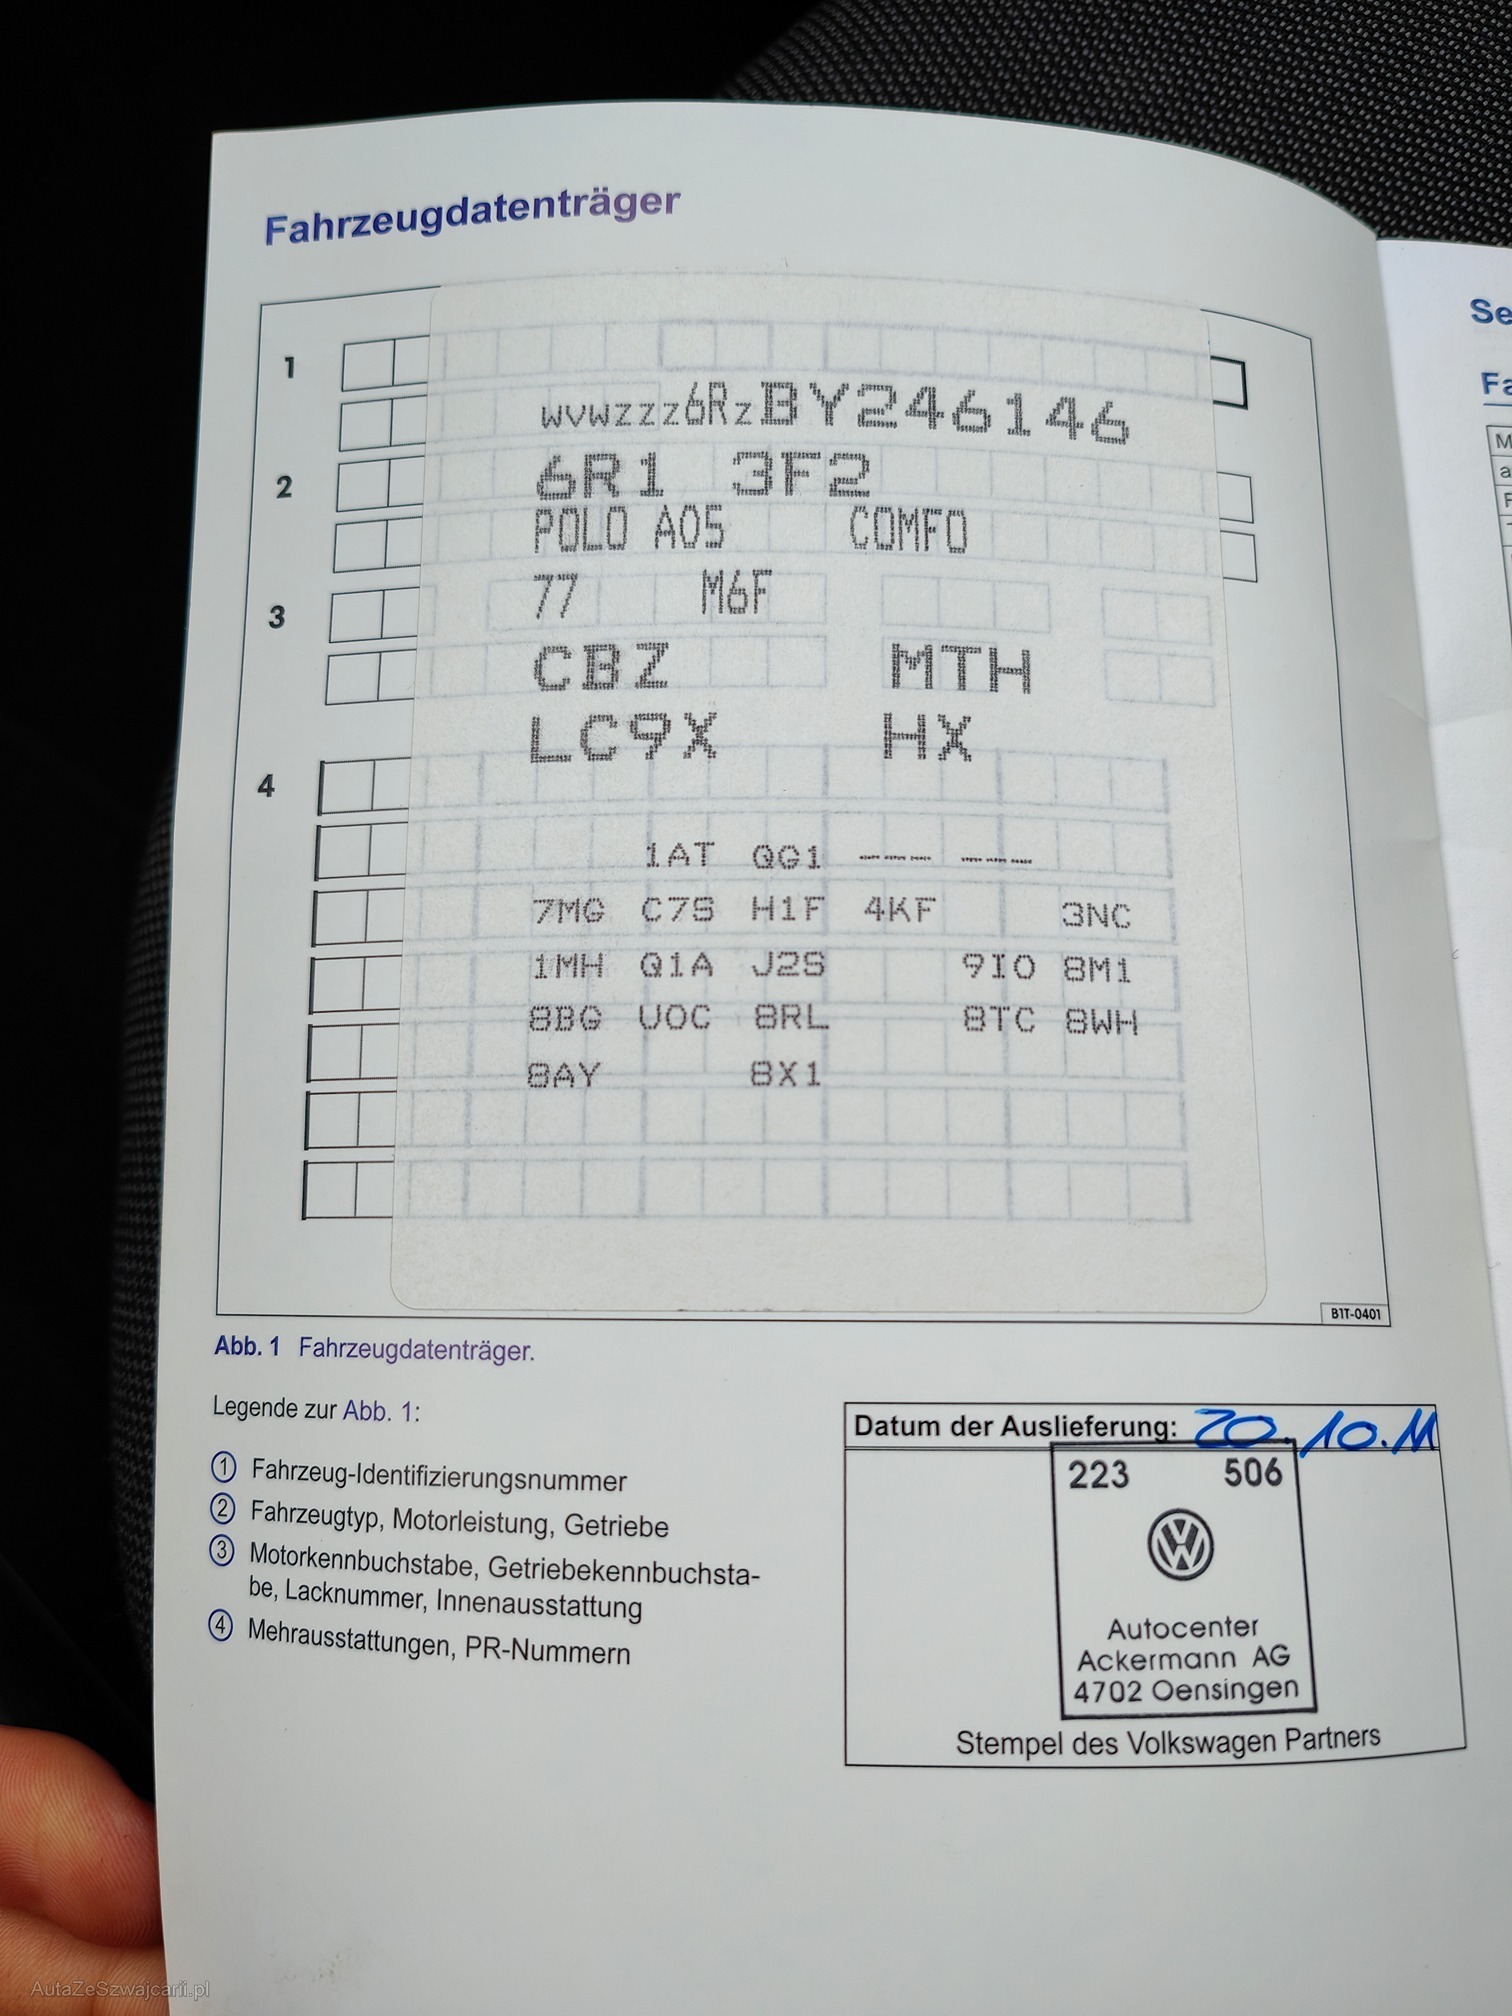 Fahrzeugdatenträger
1
WVWZZZ6RZBY246146
2
6R1 3F2
POLO A05 COMFO
3
77 M6F
CBZ MTH
LC9X HX
4
1AT QG1 --- --- --- ---
7MG C7S H1F 4KF 3NC
1MH Q1A J2S 9I0 8M1
8BG U0C 8RL 8TC 8WH
8AY 8X1
B1T-0401
Abb. 1 Fahrzeugdatenträger.
Legende zur Abb. 1:
1 Fahrzeug-Identifizierungsnummer
2 Fahrzeugtyp, Motorleistung, Getriebe
3 Motorkennbuchstabe, Getriebekennbuchsta-
be, Lacknummer, Innenausstattung
4 Mehrausstattungen, PR-Nummern
Datum der Auslieferung: 20.10.11
223 506
VW
Autocenter
Ackermann AG
4702 Oensingen
Stempel des Volkswagen Partners
Se
Fa
M
a
F
AutaZeSzwajcarii.pl